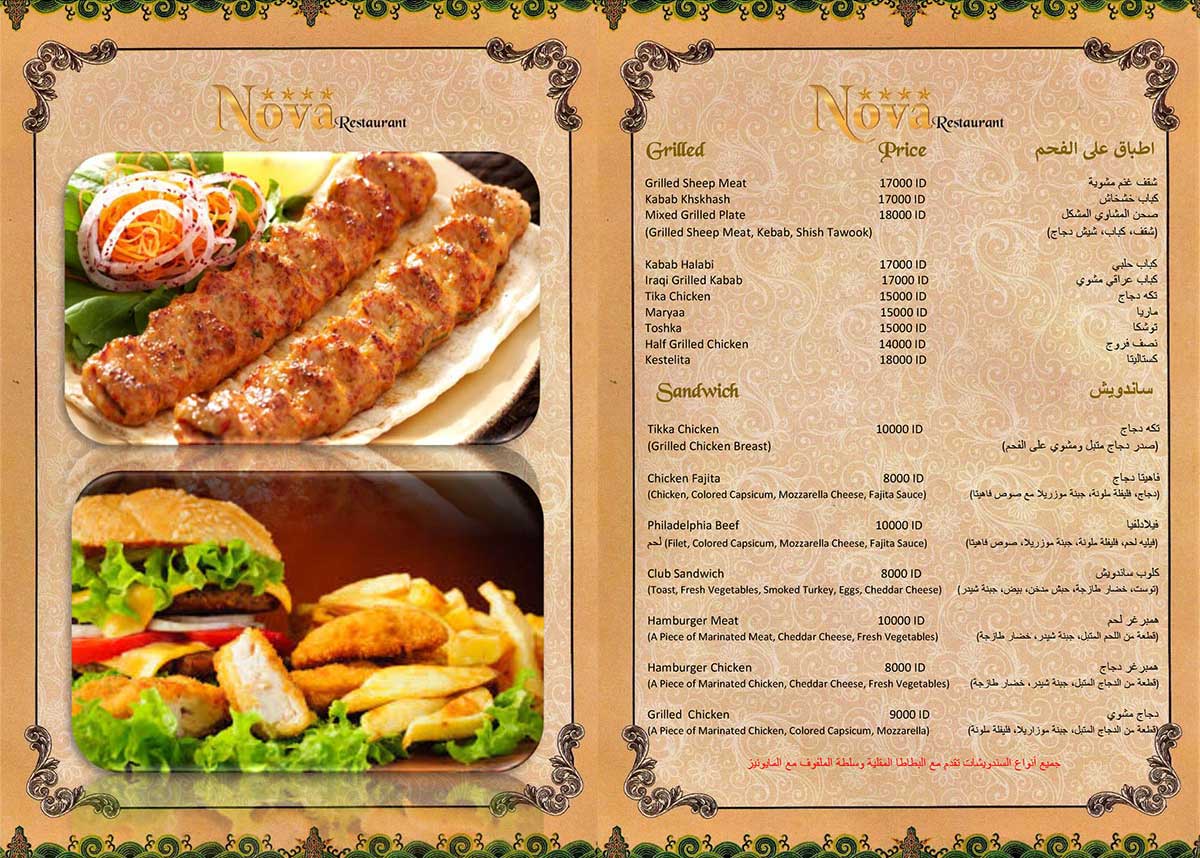 Nova Restaurant
Nova Restaurant
Grilled Price اطباق على الفحم
Grilled Sheep Meat 17000 ID شقف غنم مشوية
Kabab Khskhash 17000 ID كباب خشخاش
Mixed Grilled Plate 18000 ID صحن المشاوي المشكل
(Grilled Sheep Meat, Kebab, Shish Tawook) (شقف، كباب، شيش دجاج)
Kabab Halabi 17000 ID كباب حلبي
Iraqi Grilled Kabab 17000 ID كباب عراقي مشوي
Tika Chicken 15000 ID تكه دجاج
Maryaa 15000 ID ماريا
Toshka 15000 ID توشكا
Half Grilled Chicken 14000 ID نصف فروج
Kestelita 18000 ID كستاليتا
Sandwich ساندويش
Tikka Chicken 10000 ID تكه دجاج
(Grilled Chicken Breast) (صدر دجاج متبل ومشوي على الفحم)
Chicken Fajita 8000 ID فاهيتا دجاج
(Chicken, Colored Capsicum, Mozzarella Cheese, Fajita Sauce) (دجاج، فليفلة ملونة، جبنة موزريلا مع صوص فاهيتا)
Philadelphia Beef 10000 ID فيلادلفيا
لحم (Filet, Colored Capsicum, Mozzarella Cheese, Fajita Sauce) (فيليه لحم، فليفلة ملونة، جبنة موزريلا، صوص فاهيتا)
Club Sandwich 8000 ID كلوب ساندويش
(Toast, Fresh Vegetables, Smoked Turkey, Eggs, Cheddar Cheese) (توست، خضار طازجة، حبش مدخن، بيض، جبنة شيدر)
Hamburger Meat 10000 ID همبرغر لحم
(A Piece of Marinated Meat, Cheddar Cheese, Fresh Vegetables) (قطعة من اللحم المتبل، جبنة شيدر، خضار طازجة)
Hamburger Chicken 8000 ID همبرغر دجاج
(A Piece of Marinated Chicken, Cheddar Cheese, Fresh Vegetables) (قطعة من الدجاج المتبل، جبنة شيدر، خضار طازجة)
Grilled Chicken 9000 ID دجاج مشوي
(A Piece of Marinated Chicken, Colored Capsicum, Mozzarella) (قطعة من الدجاج المتبل، جبنة موزاريلا، فليفلة ملونة)
جميع أنواع السندويشات تقدم مع البطاطا المقلية وسلطة الملفوف مع المايونيز